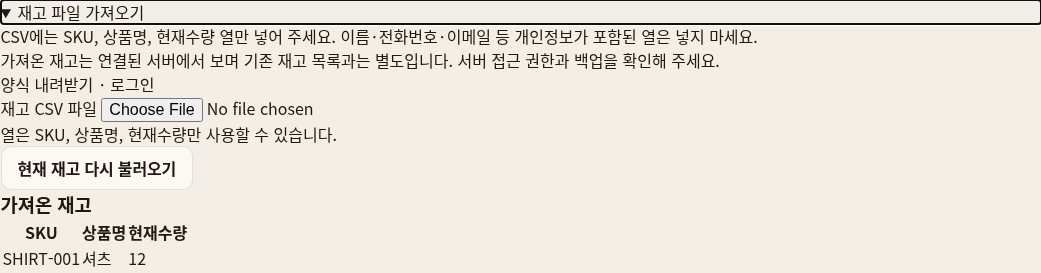 ▼ 재고 파일 가져오기
CSV에는 SKU, 상품명, 현재수량 열만 넣어 주세요. 이름·전화번호·이메일 등 개인정보가 포함된 열은 넣지 마세요.
가져온 재고는 연결된 서버에서 보며 기존 재고 목록과는 별도입니다. 서버 접근 권한과 백업을 확인해 주세요.
양식 내려받기 · 로그인
재고 CSV 파일 Choose File No file chosen
열은 SKU, 상품명, 현재수량만 사용할 수 있습니다.
현재 재고 다시 불러오기
가져온 재고
SKU 상품명 현재수량
SHIRT-001 셔츠 12